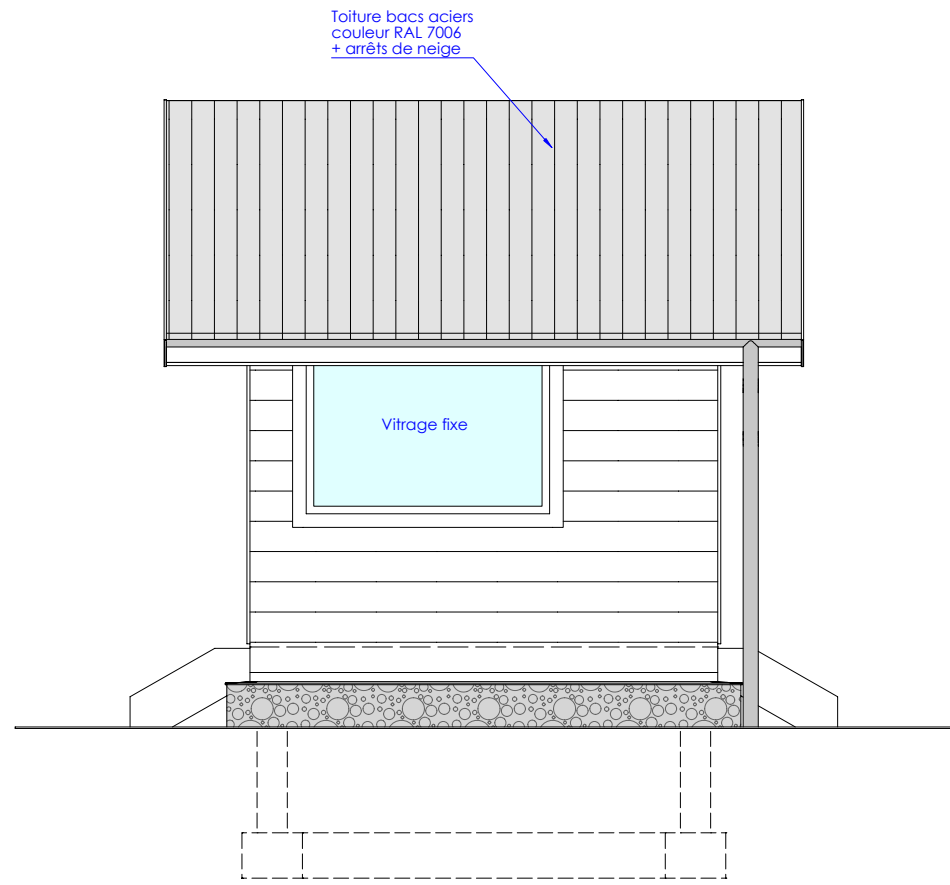 Toiture bacs aciers
couleur RAL 7006
+ arrêts de neige
Vitrage fixe